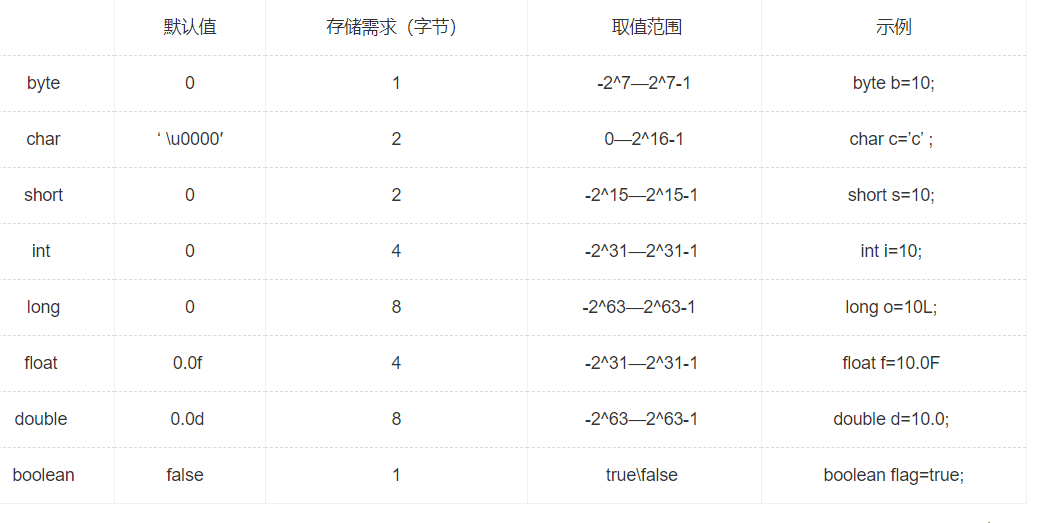 默认值 存储需求（字节） 取值范围 示例
byte 0 1 -2^7—2^7-1 byte b=10;
char ‘ \u0000′ 2 0—2^16-1 char c=’c’ ;
short 0 2 -2^15—2^15-1 short s=10;
int 0 4 -2^31—2^31-1 int i=10;
long 0 8 -2^63—2^63-1 long o=10L;
float 0.0f 4 -2^31—2^31-1 float f=10.0F
double 0.0d 8 -2^63—2^63-1 double d=10.0;
boolean false 1 true\false boolean flag=true;